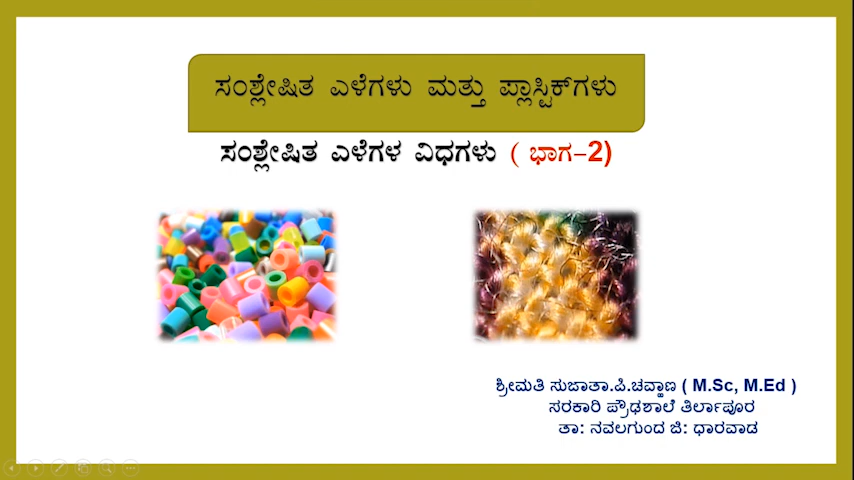 ಸಂಶ್ಲೇಷಿತ ಎಳೆಗಳು ಮತ್ತು ಪ್ಲಾಸ್ಟಿಕ್‌ಗಳು
ಸಂಶ್ಲೇಷಿತ ಎಳೆಗಳ ವಿಧಗಳು ( ಭಾಗ-2)
ಶ್ರೀಮತಿ ಸುಜಾತಾ.ಪಿ.ಚವ್ಹಾಣ ( M.Sc, M.Ed )
ಸರಕಾರಿ ಪ್ರೌಢಶಾಲೆ ತಿರ್ಲಾಪೂರ
ತಾ: ನವಲಗುಂದ ಜಿ: ಧಾರವಾಡ